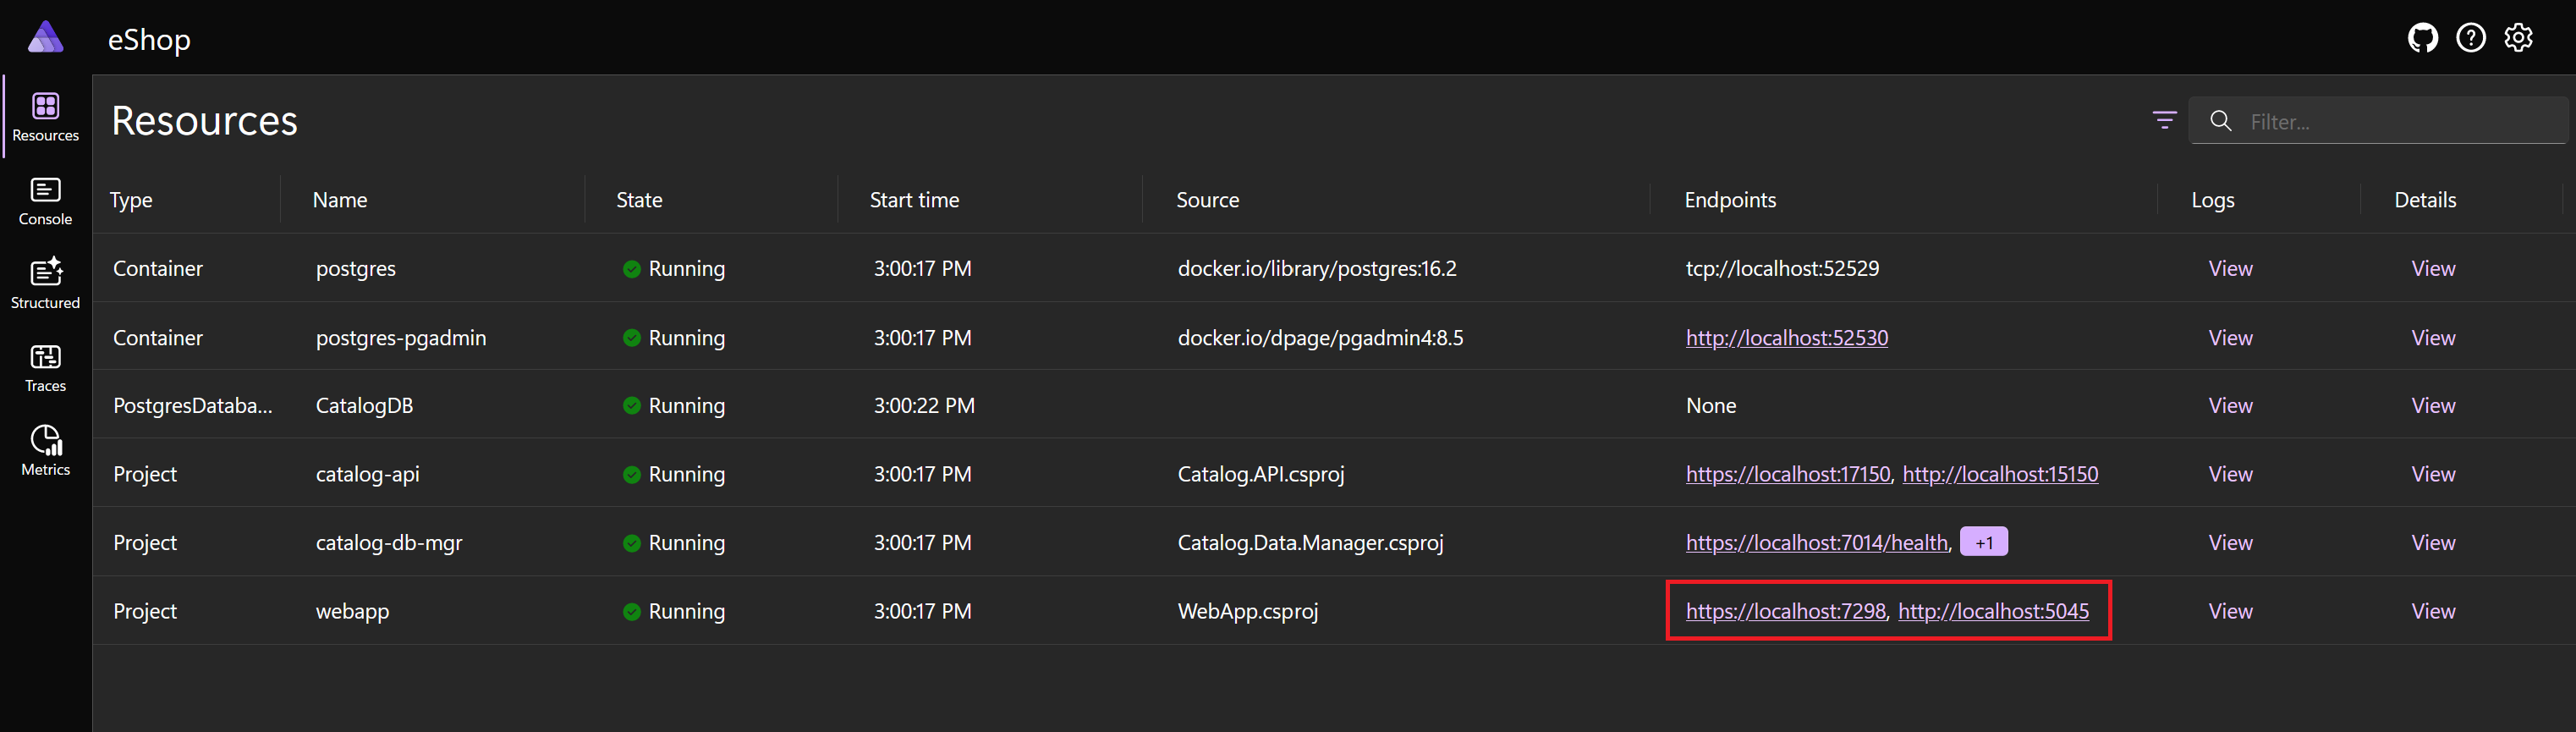 eShop
Resources
Console
Structured
Traces
Metrics
Resources
Filter...
Type Name State Start time Source Endpoints Logs Details
Container postgres Running 3:00:17 PM docker.io/library/postgres:16.2 tcp://localhost:52529 View View
Container postgres-pgadmin Running 3:00:17 PM docker.io/dpage/pgadmin4:8.5 http://localhost:52530 View View
PostgresDataba... CatalogDB Running 3:00:22 PM None View View
Project catalog-api Running 3:00:17 PM Catalog.API.csproj https://localhost:17150, http://localhost:15150 View View
Project catalog-db-mgr Running 3:00:17 PM Catalog.Data.Manager.csproj https://localhost:7014/health, +1 View View
Project webapp Running 3:00:17 PM WebApp.csproj https://localhost:7298, http://localhost:5045 View View